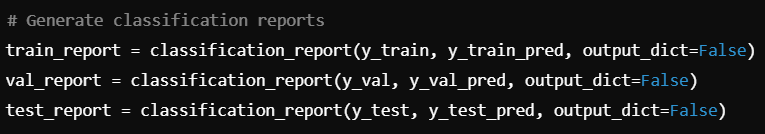 # Generate classification reports
train_report = classification_report(y_train, y_train_pred, output_dict=False)
val_report = classification_report(y_val, y_val_pred, output_dict=False)
test_report = classification_report(y_test, y_test_pred, output_dict=False)